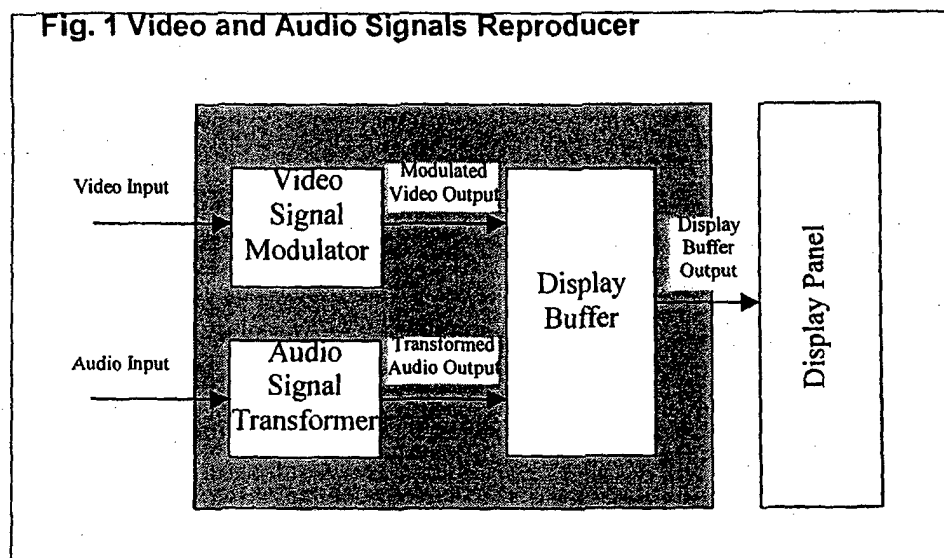 Fig. 1 Video and Audio Signals Reproducer
Video Input
Video
Signal
Modulator
Modulated
Video Output
Display
Buffer
Display
Buffer
Output
Display Panel
Audio Input
Audio
Signal
Transformer
Transformed
Audio Output